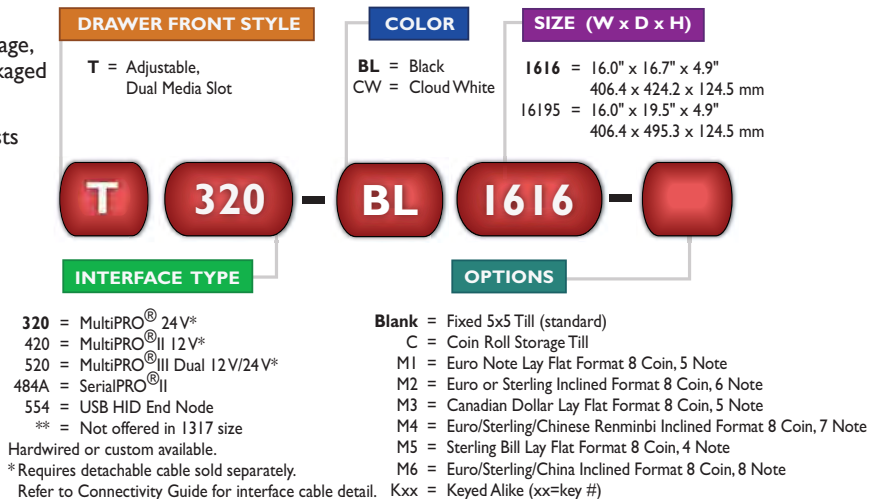 age,
kaged
sts
DRAWER FRONT STYLE
T = Adjustable,
Dual Media Slot
COLOR
BL = Black
CW = Cloud White
SIZE (W x D x H)
1616 = 16.0" x 16.7" x 4.9"
406.4 x 424.2 x 124.5 mm
16195 = 16.0" x 19.5" x 4.9"
406.4 x 495.3 x 124.5 mm
T 320 - BL 1616 -
INTERFACE TYPE
320 = MultiPRO® 24V*
420 = MultiPRO®II 12V*
520 = MultiPRO®III Dual 12V/24V*
484A = SerialPRO®II
554 = USB HID End Node
** = Not offered in 1317 size
Hardwired or custom available.
*Requires detachable cable sold separately.
Refer to Connectivity Guide for interface cable detail.
OPTIONS
Blank = Fixed 5x5 Till (standard)
C = Coin Roll Storage Till
M1 = Euro Note Lay Flat Format 8 Coin, 5 Note
M2 = Euro or Sterling Inclined Format 8 Coin, 6 Note
M3 = Canadian Dollar Lay Flat Format 8 Coin, 5 Note
M4 = Euro/Sterling/Chinese Renminbi Inclined Format 8 Coin, 7 Note
M5 = Sterling Bill Lay Flat Format 8 Coin, 4 Note
M6 = Euro/Sterling/China Inclined Format 8 Coin, 8 Note
Kxx = Keyed Alike (xx=key #)